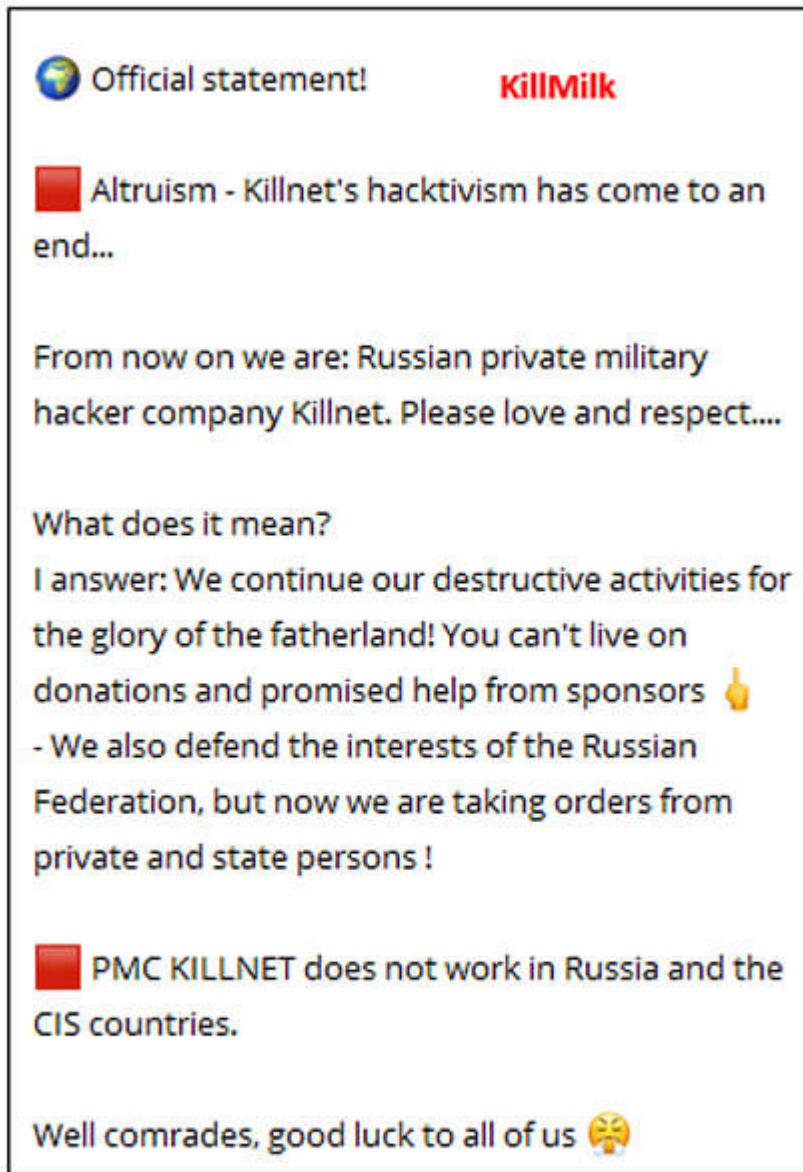 🌍 Official statement! KillMilk
🟥 Altruism - Killnet's hacktivism has come to an
end...
From now on we are: Russian private military
hacker company Killnet. Please love and respect....
What does it mean?
I answer: We continue our destructive activities for
the glory of the fatherland! You can't live on
donations and promised help from sponsors 🖕
- We also defend the interests of the Russian
Federation, but now we are taking orders from
private and state persons !
🟥 PMC KILLNET does not work in Russia and the
CIS countries.
Well comrades, good luck to all of us 😤